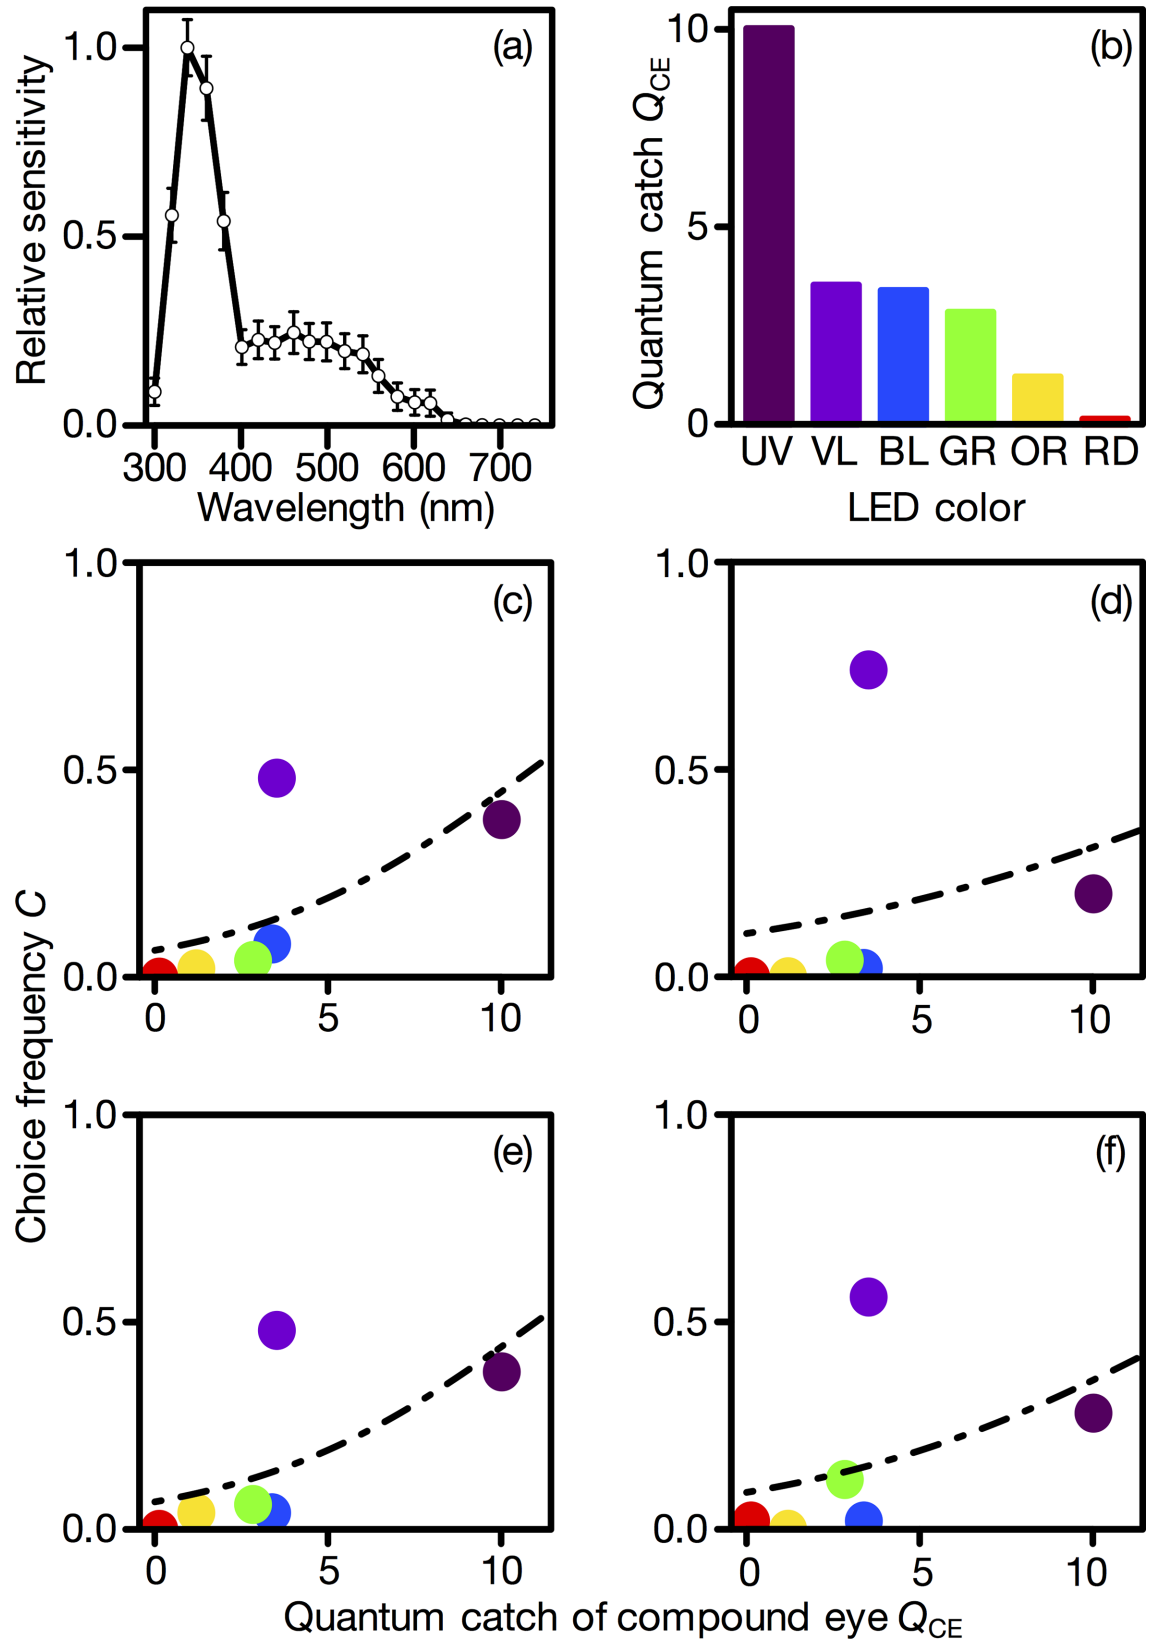 (a)
1.0
0.5
0.0
Relative sensitivity
300 400 500 600 700
Wavelength (nm)
(b)
10
5
0
Quantum catch QCE
UV VL BL GR OR RD
LED color
(c)
1.0
0.5
0.0
0 5 10
(d)
1.0
0.5
0.0
0 5 10
Choice frequency C
(e)
1.0
0.5
0.0
0 5 10
(f)
1.0
0.5
0.0
0 5 10
Quantum catch of compound eye QCE